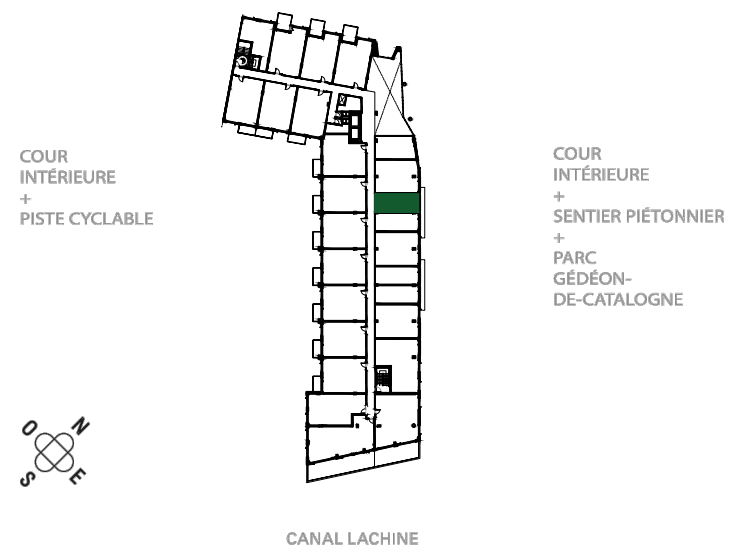 COUR
INTÉRIEURE
+
PISTE CYCLABLE
COUR
INTÉRIEURE
+
SENTIER PIÉTONNIER
+
PARC
GÉDÉON-
DE-CATALOGNE
O
N
S
E
CANAL LACHINE